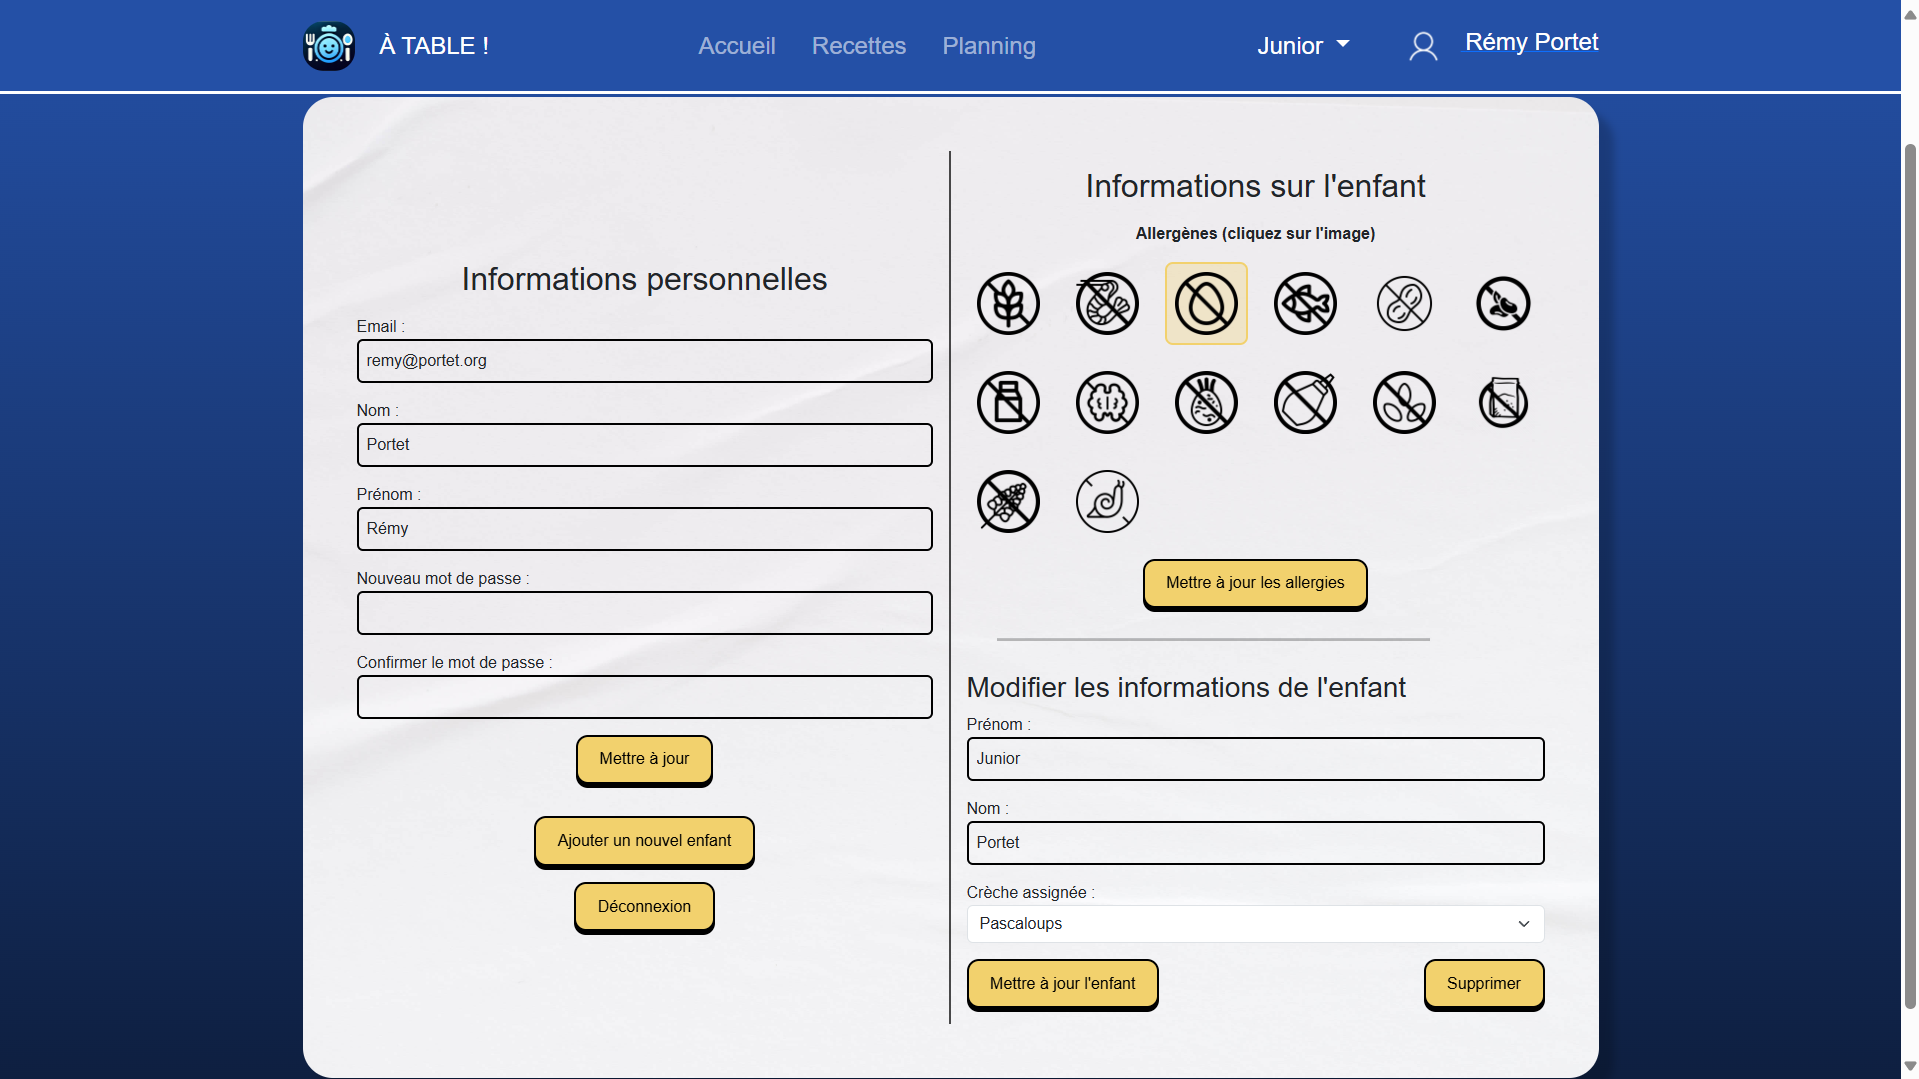 À TABLE !
Accueil
Recettes
Planning
Junior
Rémy Portet
Informations personnelles
Email :
remy@portet.org
Nom :
Portet
Prénom :
Rémy
Nouveau mot de passe :
Confirmer le mot de passe :
Mettre à jour
Ajouter un nouvel enfant
Déconnexion
Informations sur l'enfant
Allergènes (cliquez sur l'image)
Mettre à jour les allergies
Modifier les informations de l'enfant
Prénom :
Junior
Nom :
Portet
Crèche assignée :
Pascaloups
Mettre à jour l'enfant
Supprimer